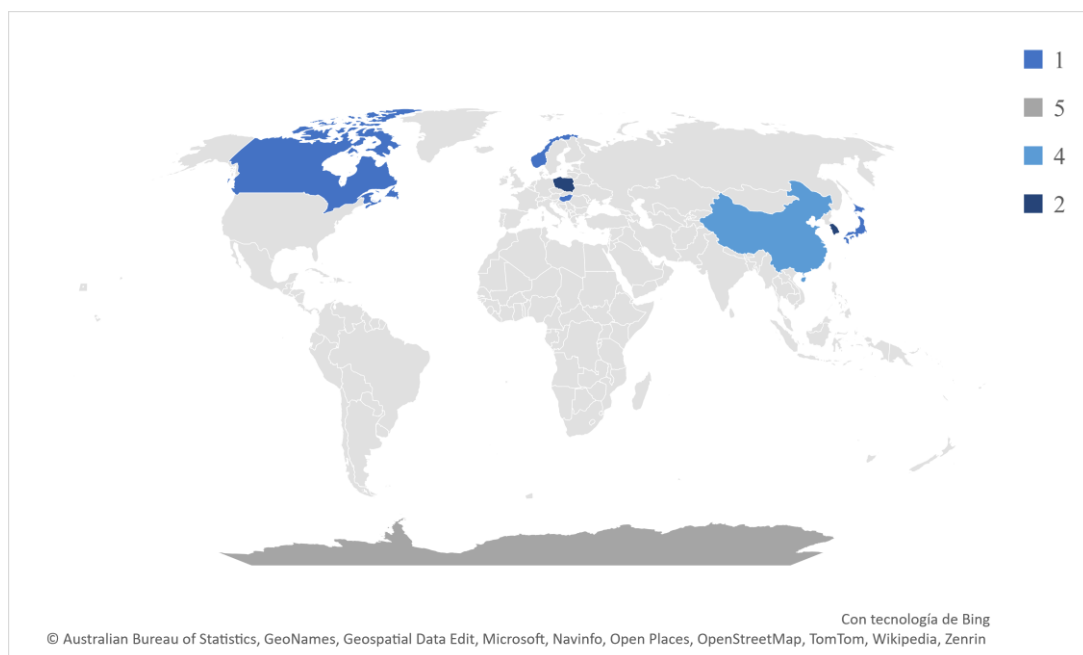 1
5
4
2
Con tecnología de Bing
© Australian Bureau of Statistics, GeoNames, Geospatial Data Edit, Microsoft, Navinfo, Open Places, OpenStreetMap, TomTom, Wikipedia, Zenrin